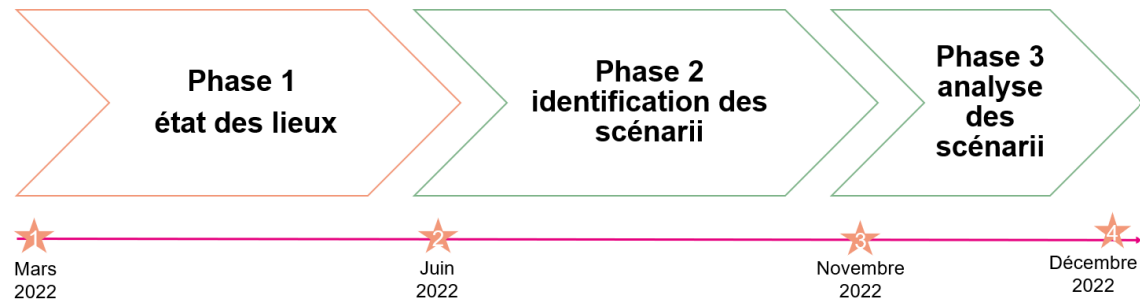 Phase 1
état des lieux
Phase 2
identification des
scénarii
Phase 3
analyse
des
scénarii
1
2
3
4
Mars
2022
Juin
2022
Novembre
2022
Décembre
2022